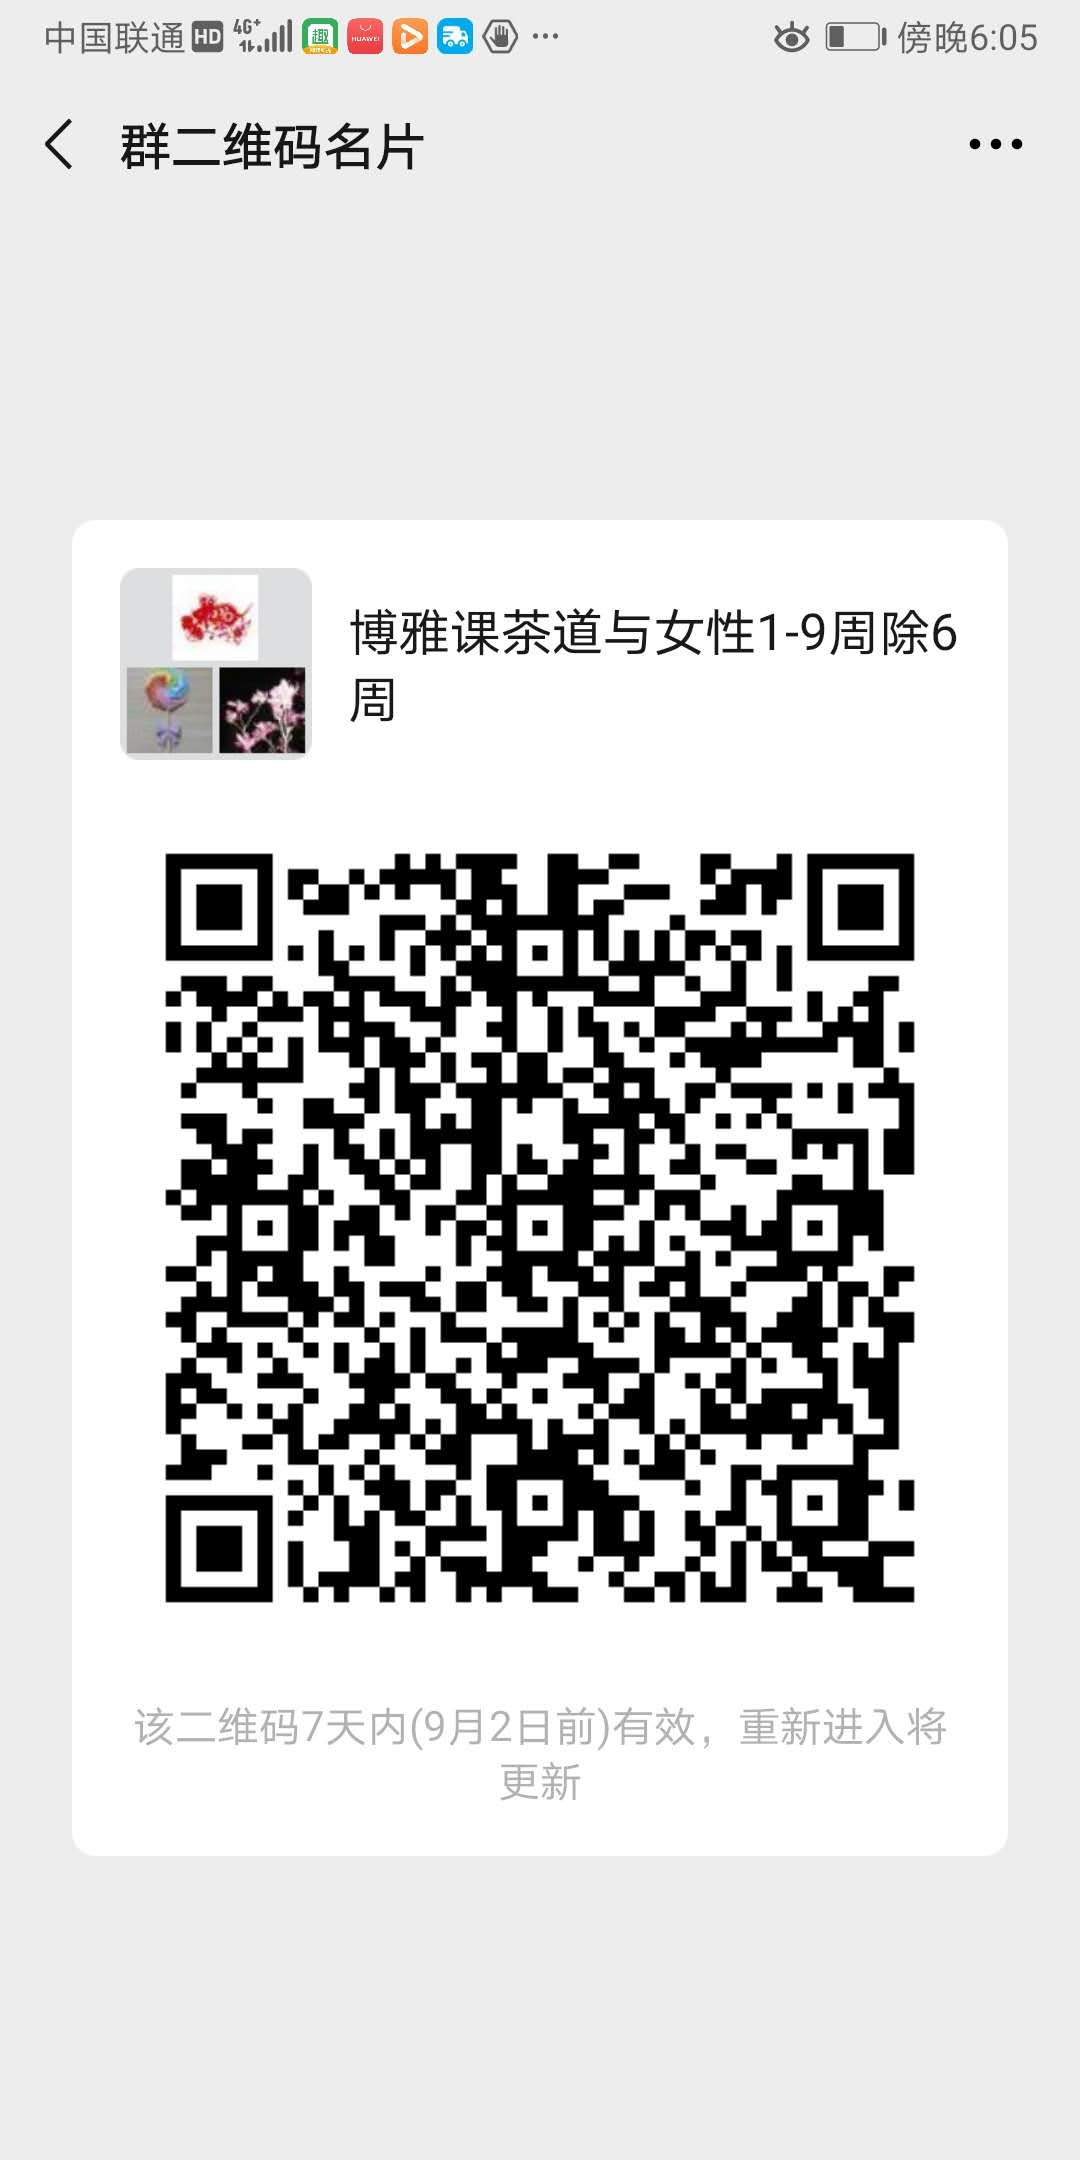 中国联通 HD 4G+ 趣 HUAWEI 傍晚6:05
群二维码名片
博雅课茶道与女性1-9周除6
周
该二维码7天内(9月2日前)有效，重新进入将
更新